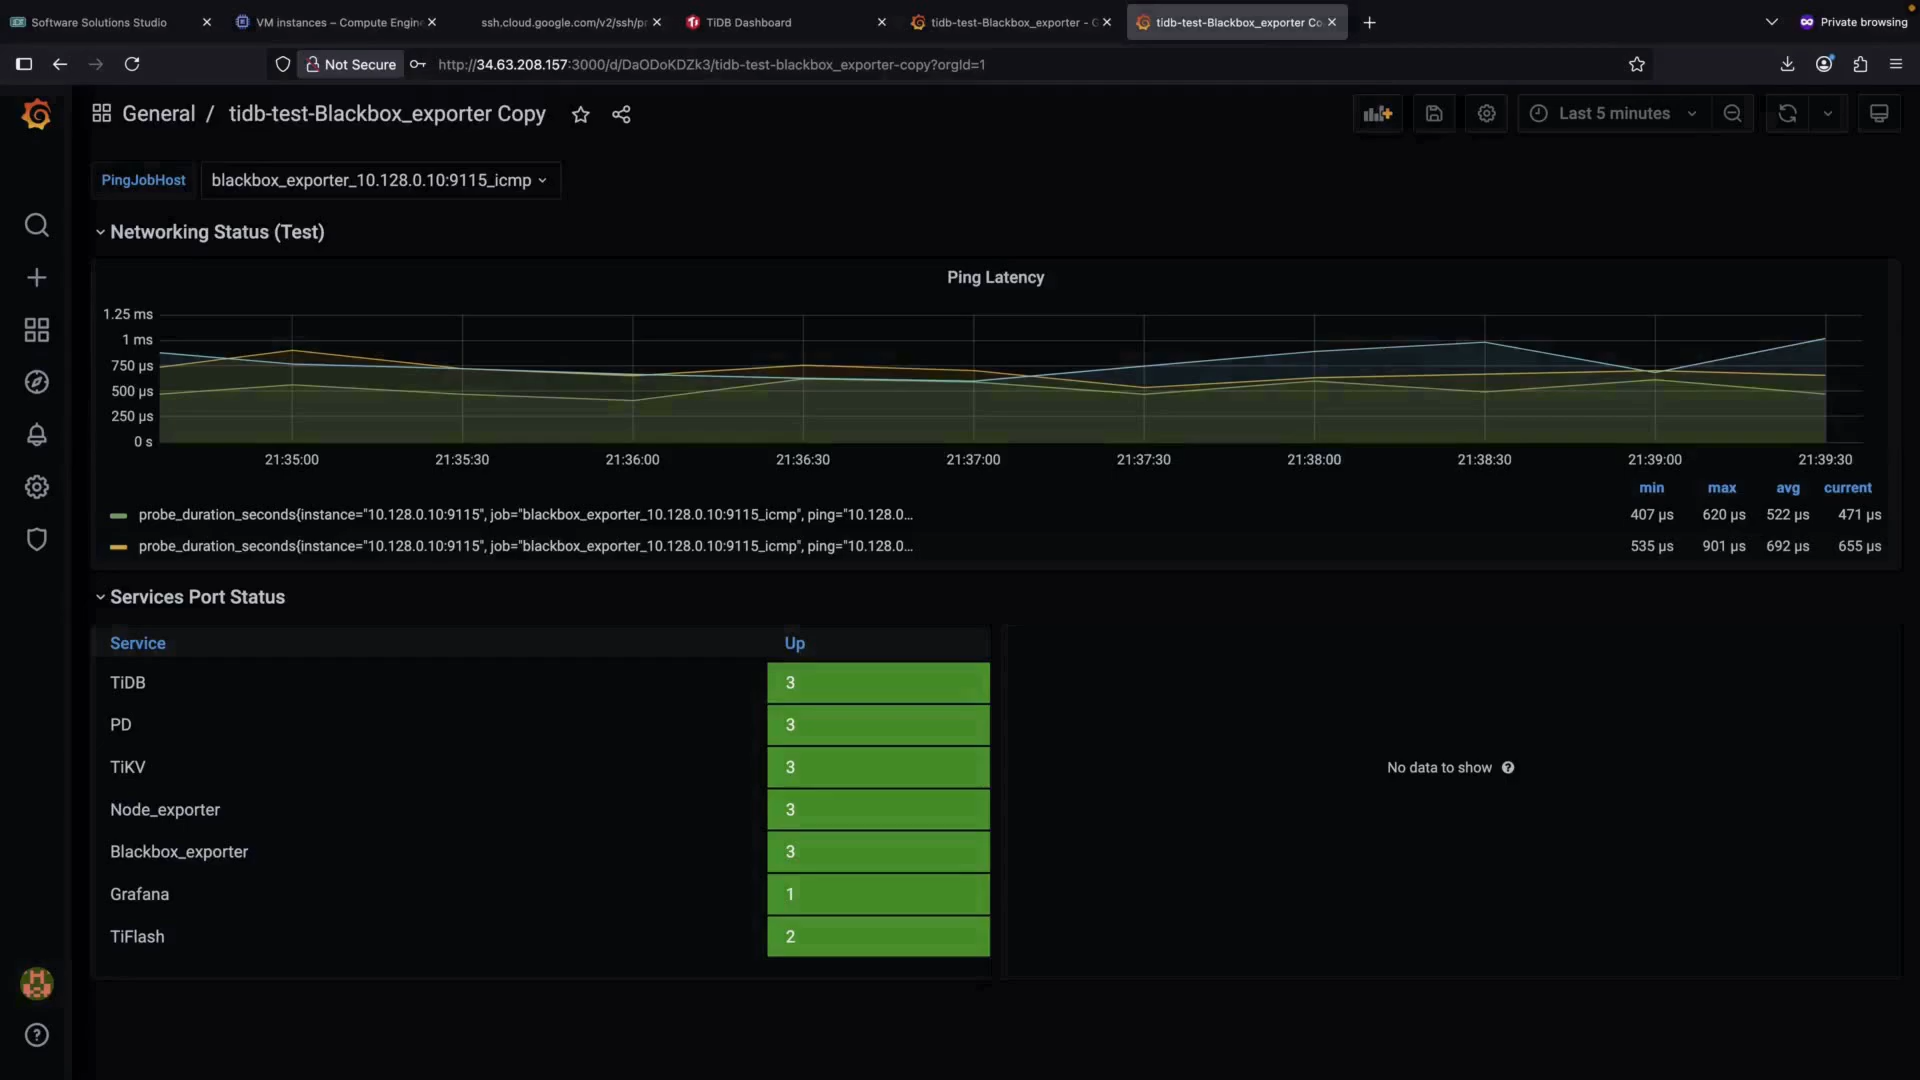 Software Solutions Studio
VM instances – Compute Engine
ssh.cloud.google.com/v2/ssh/pr
TiDB Dashboard
tidb-test-Blackbox_exporter - G
tidb-test-Blackbox_exporter Co
Private browsing
Not Secure
http://34.63.208.157:3000/d/DaODoKDZk3/tidb-test-blackbox_exporter-copy?orgId=1
General / tidb-test-Blackbox_exporter Copy
Last 5 minutes
PingJobHost
blackbox_exporter_10.128.0.10:9115_icmp
Networking Status (Test)
Ping Latency
1.25 ms
1 ms
750 µs
500 µs
250 µs
0 s
21:35:00 21:35:30 21:36:00 21:36:30 21:37:00 21:37:30 21:38:00 21:38:30 21:39:00 21:39:30
min max avg current
probe_duration_seconds{instance="10.128.0.10:9115", job="blackbox_exporter_10.128.0.10:9115_icmp", ping="10.128.0... 407 µs 620 µs 522 µs 471 µs
probe_duration_seconds{instance="10.128.0.10:9115", job="blackbox_exporter_10.128.0.10:9115_icmp", ping="10.128.0... 535 µs 901 µs 692 µs 655 µs
Services Port Status
Service Up
TiDB 3
PD 3
TiKV 3
Node_exporter 3
Blackbox_exporter 3
Grafana 1
TiFlash 2
No data to show